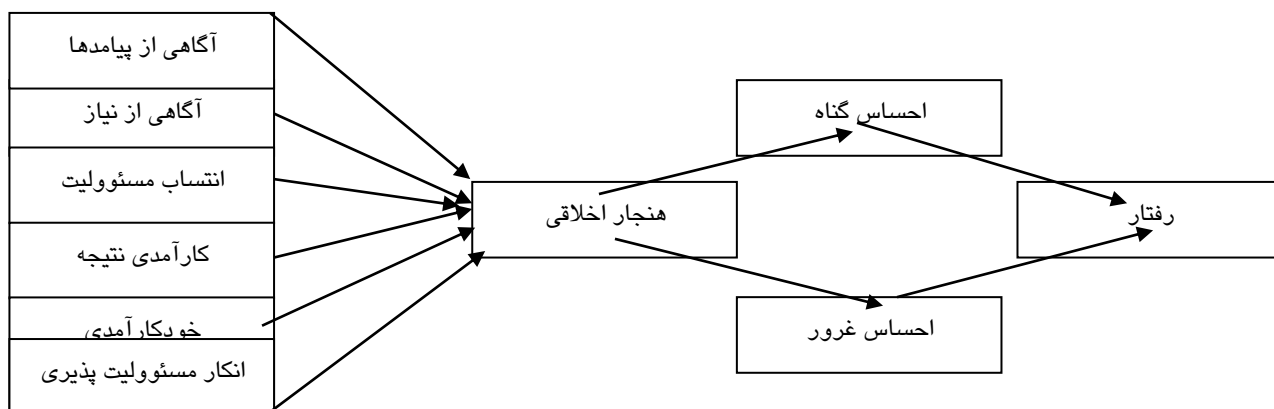 آگاهی از پیامدها
آگاهی از نیاز
انتساب مسئوولیت
کارآمدی نتیجه
خودکارآمدی
انکار مسئوولیت پذیری
هنجار اخلاقی
احساس گناه
احساس غرور
رفتار